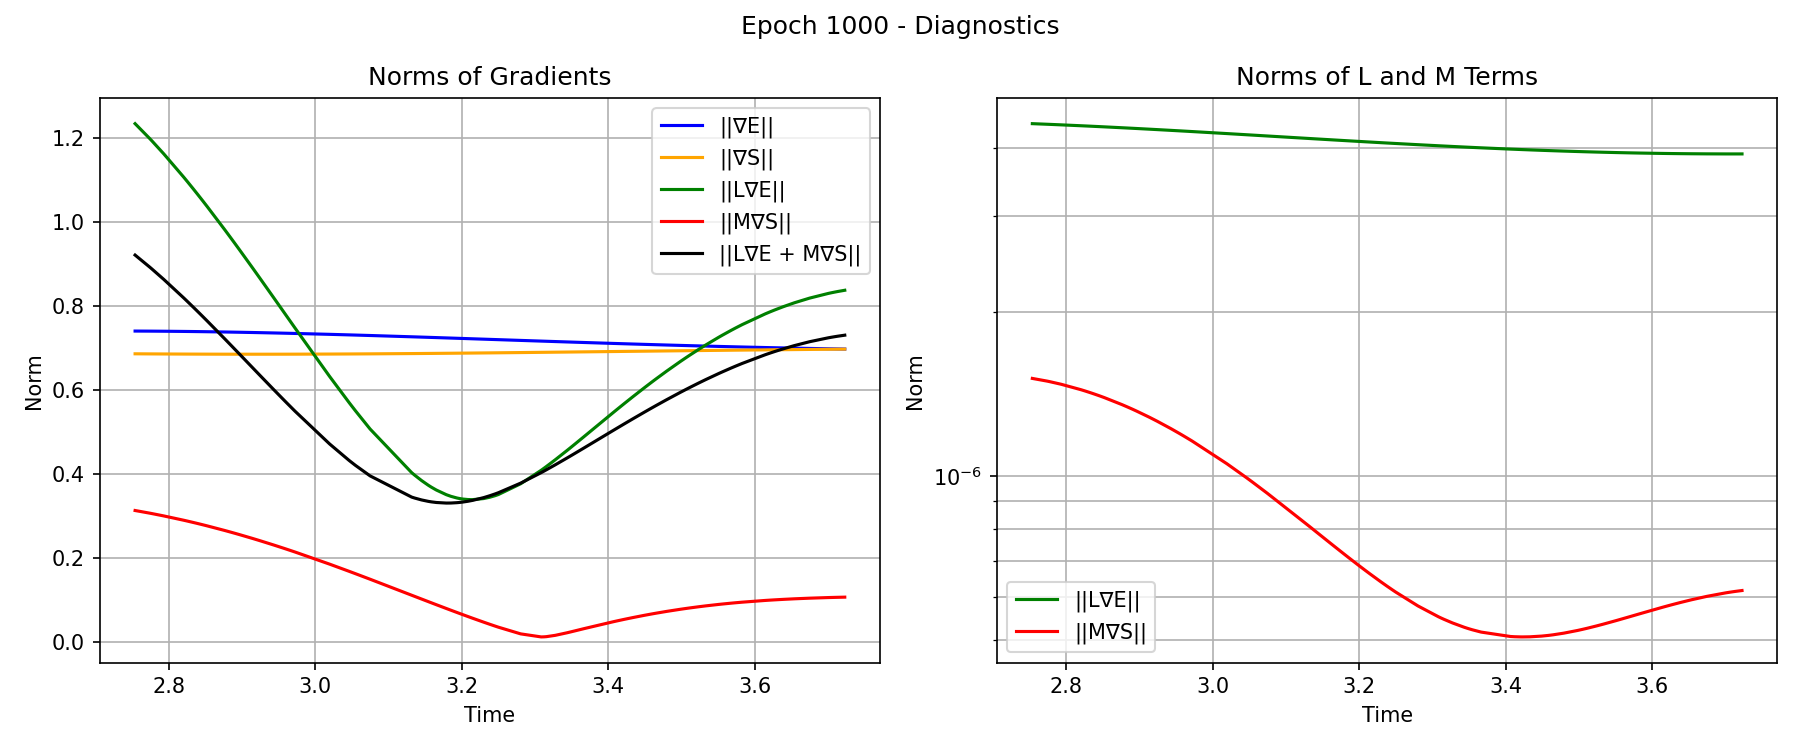 Epoch 1000 - Diagnostics
Norms of Gradients
Norm
1.2
1.0
0.8
0.6
0.4
0.2
0.0
||∇E||
||∇S||
||L∇E||
||M∇S||
||L∇E + M∇S||
2.8 3.0 3.2 3.4 3.6
Time
Norms of L and M Terms
Norm
10⁻⁶
||L∇E||
||M∇S||
2.8 3.0 3.2 3.4 3.6
Time